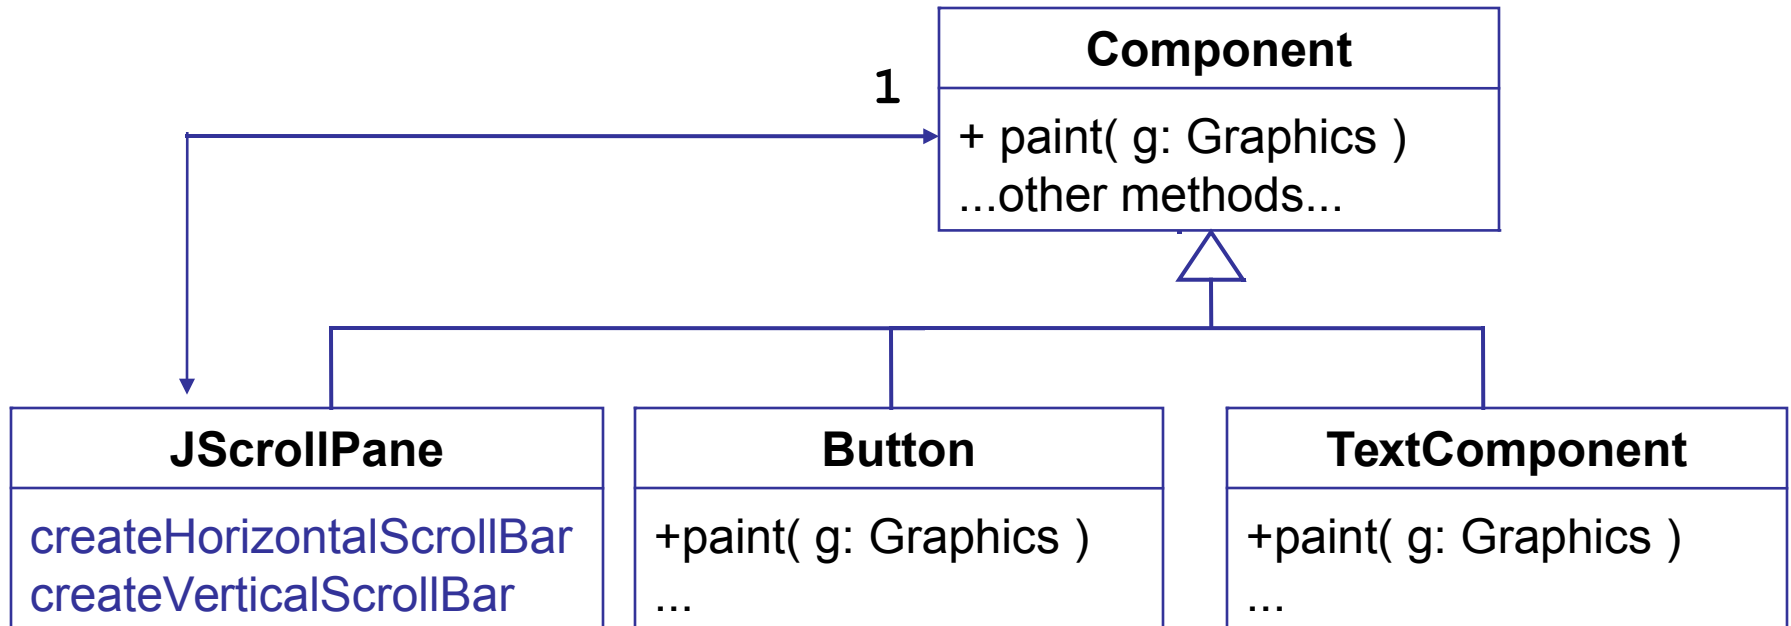 Component
1
+ paint( g: Graphics )
...other methods...
JScrollPane
createHorizontalScrollBar
createVerticalScrollBar
Button
+paint( g: Graphics )
...
TextComponent
+paint( g: Graphics )
...